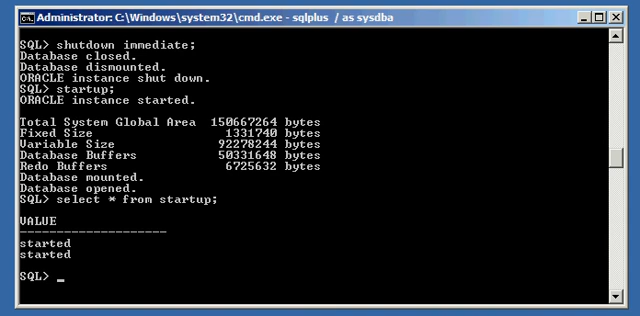 Administrator: C:\Windows\system32\cmd.exe - sqlplus / as sysdba
SQL> shutdown immediate;
Database closed.
Database dismounted.
ORACLE instance shut down.
SQL> startup;
ORACLE instance started.
Total System Global Area 150667264 bytes
Fixed Size 1331740 bytes
Variable Size 92278244 bytes
Database Buffers 50331648 bytes
Redo Buffers 6725632 bytes
Database mounted.
Database opened.
SQL> select * from startup;
VALUE
--------------------
started
started
SQL> _